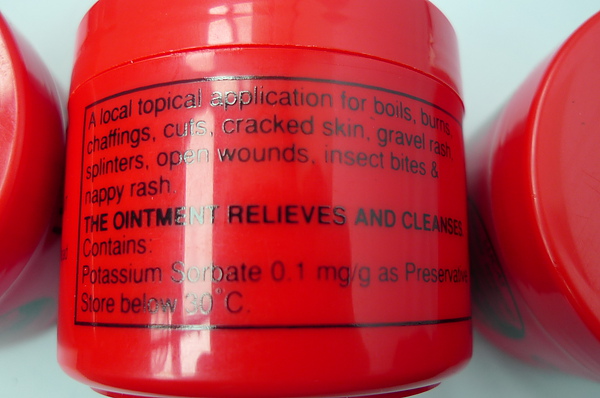 A local topical application for boils, burns,
chaffings, cuts, cracked skin, gravel rash
splinters, open wounds, insect bites &
nappy rash.
THE OINTMENT RELIEVES AND CLEANSES
Contains:
Potassium Sorbate 0.1 mg/g as Preservative
Store below 30°C.